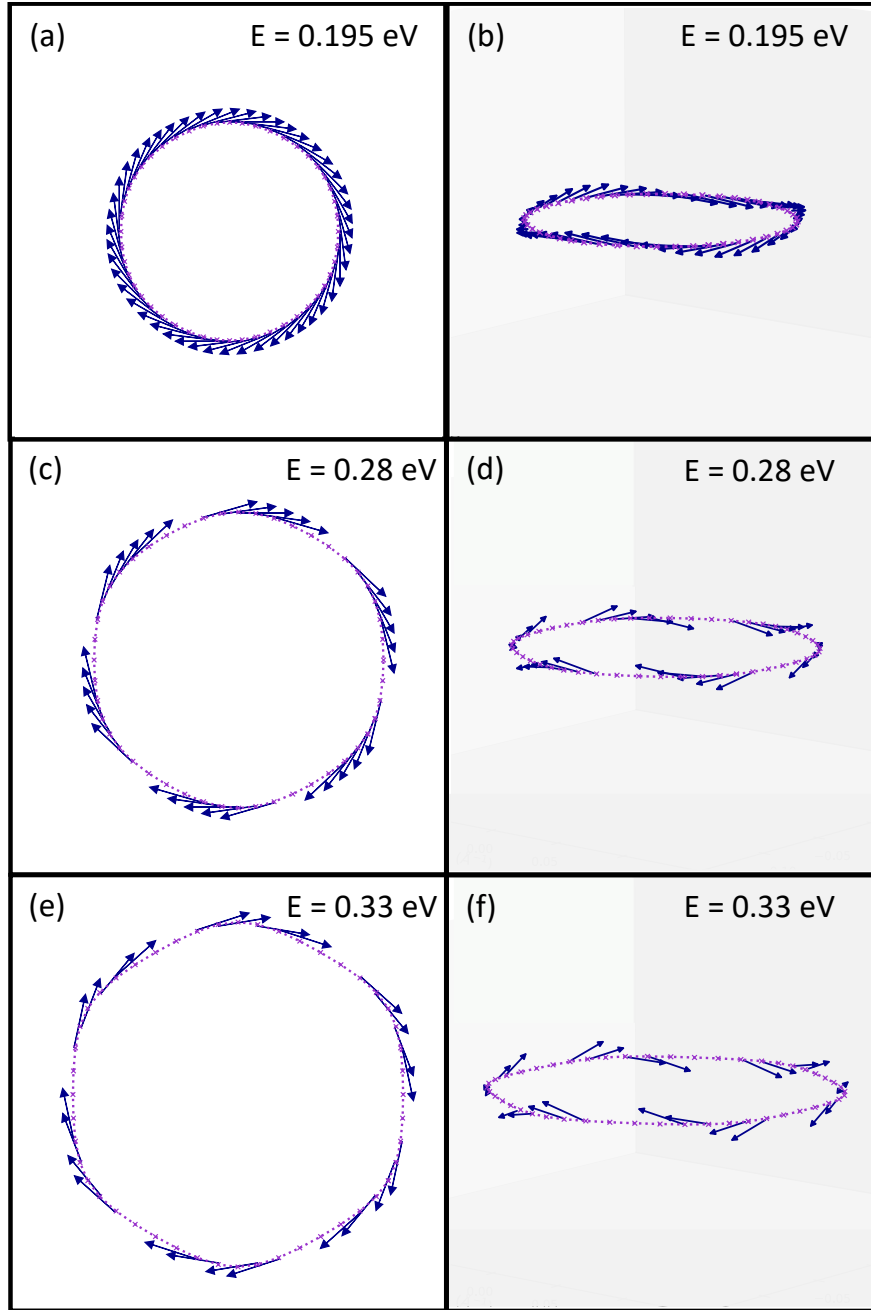 (a) E = 0.195 eV
(b) E = 0.195 eV
(c) E = 0.28 eV
(d) E = 0.28 eV
(e) E = 0.33 eV
(f) E = 0.33 eV